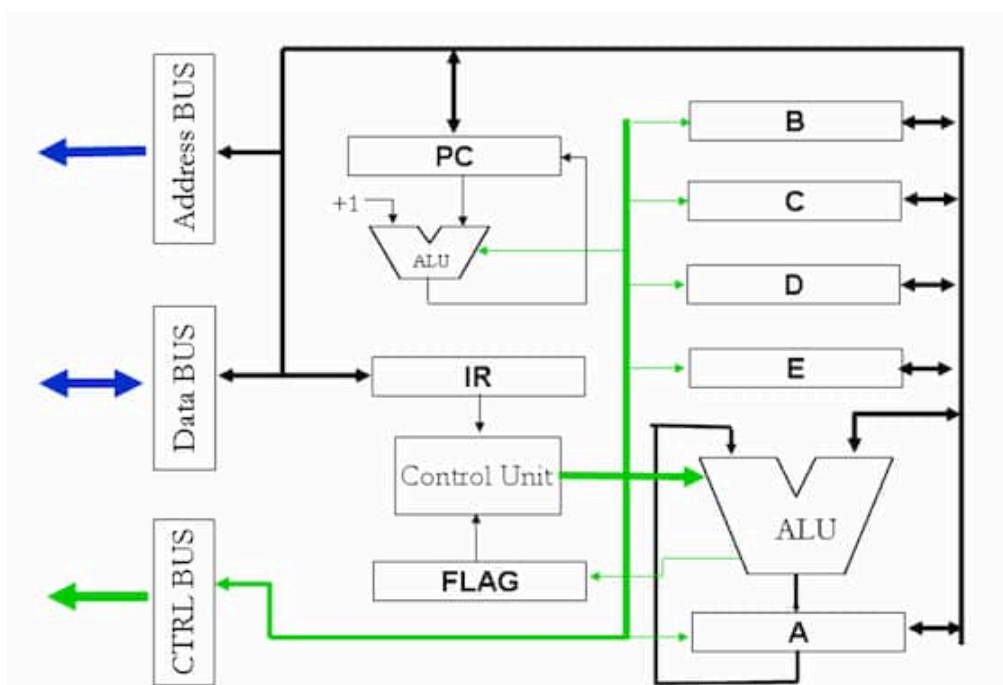 Address BUS
PC
+1
ALU
B
C
D
E
Data BUS
IR
Control Unit
FLAG
ALU
A
CTRL BUS